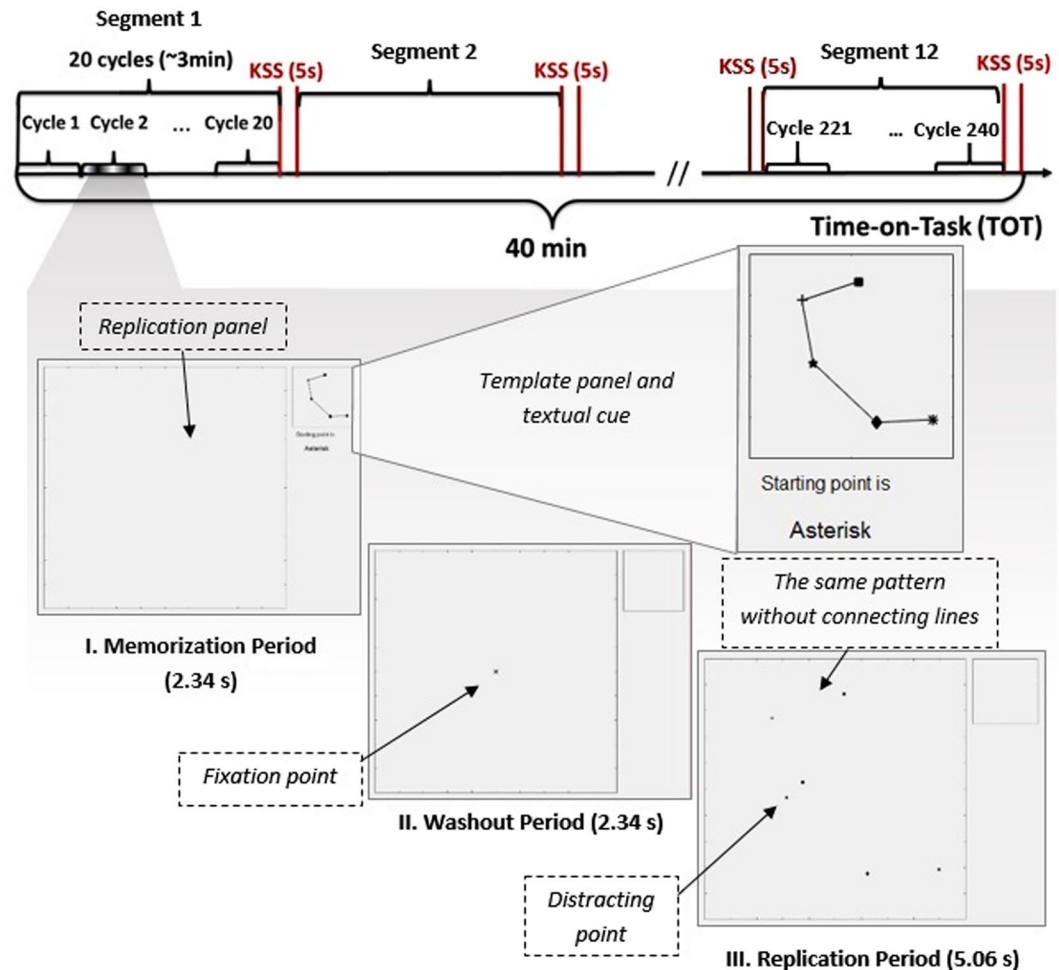 Segment 1
20 cycles (~3min)
KSS (5s)
Segment 2
KSS (5s)
KSS (5s)
Segment 12
KSS (5s)
Cycle 1
Cycle 2
...
Cycle 20
Cycle 221
...
Cycle 240
//
40 min
Time-on-Task (TOT)
Replication panel
Starting point is
Asterisk
Template panel and
textual cue
Starting point is
Asterisk
I. Memorization Period
(2.34 s)
Fixation point
II. Washout Period (2.34 s)
The same pattern
without connecting lines
Distracting
point
III. Replication Period (5.06 s)